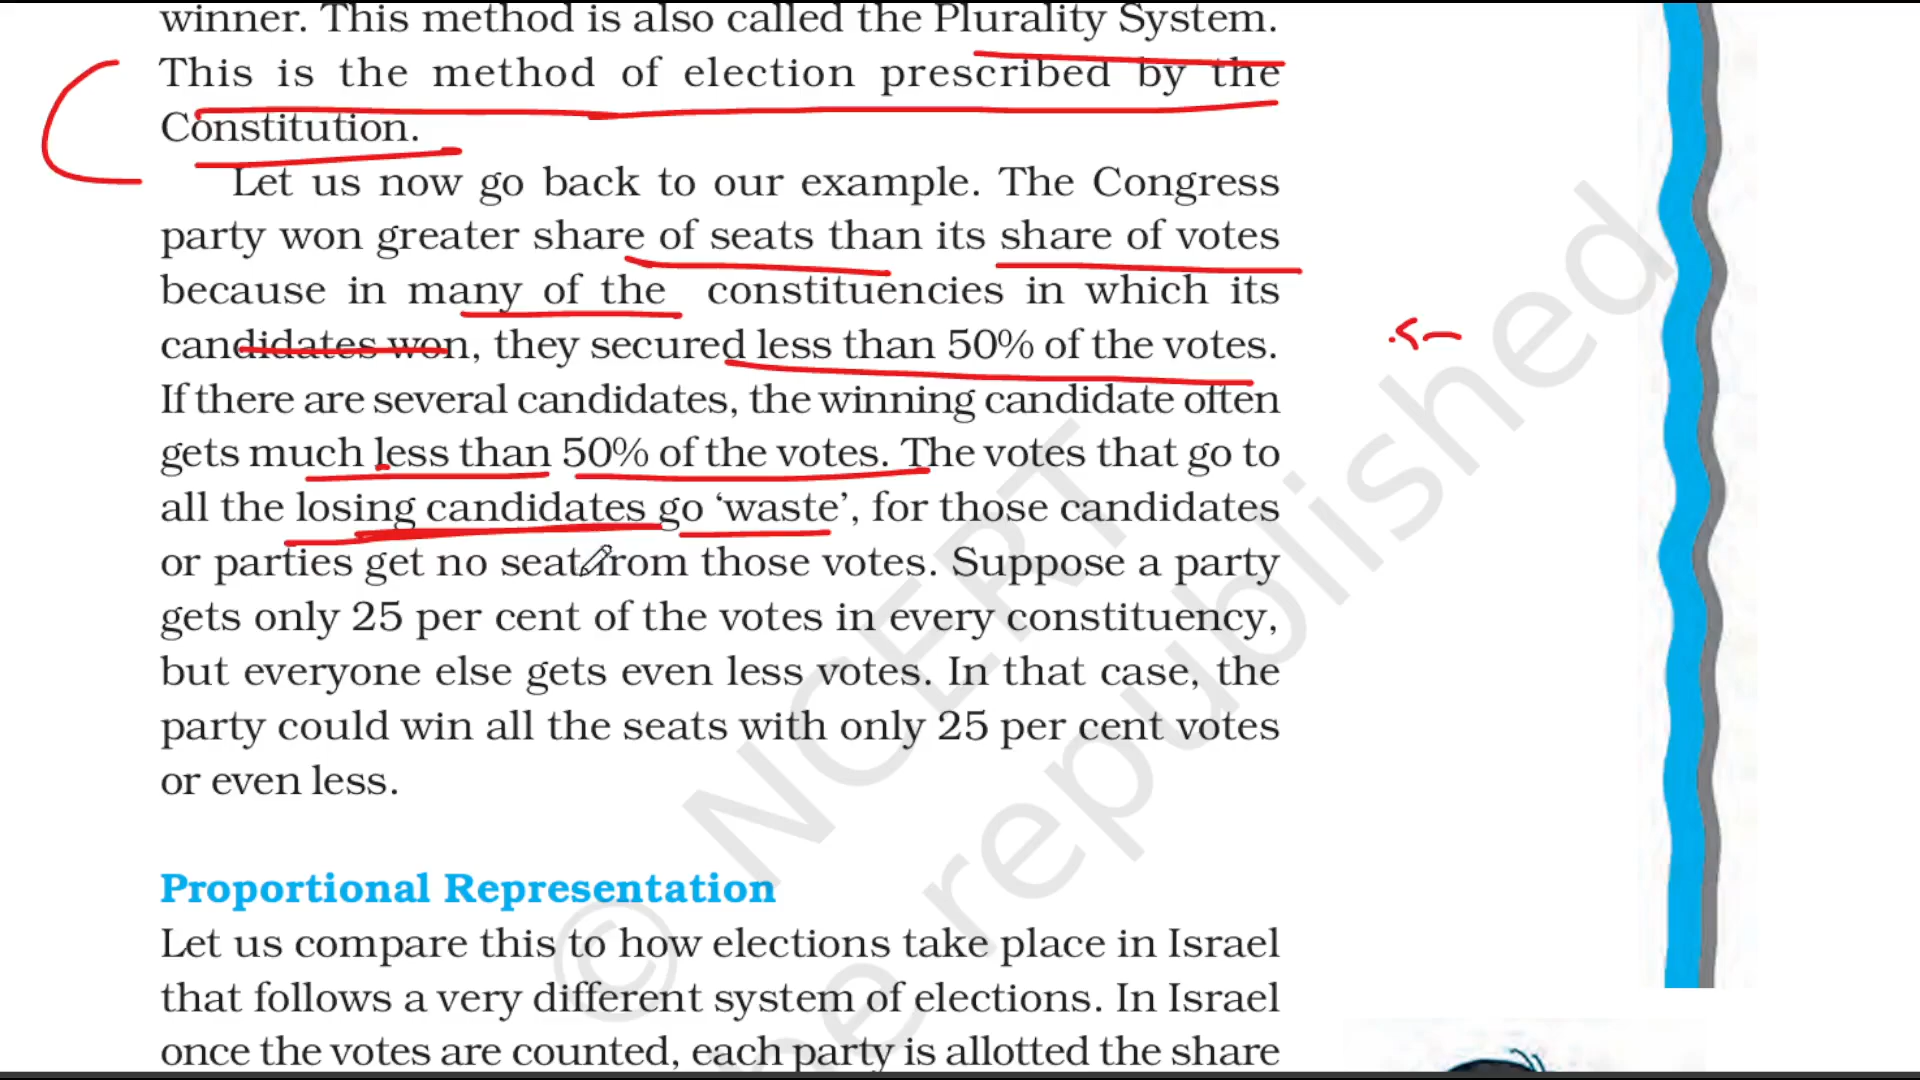 winner. This method is also called the Plurality System.
This is the method of election prescribed by the
Constitution.
Let us now go back to our example. The Congress
party won greater share of seats than its share of votes
because in many of the constituencies in which its
candidates won, they secured less than 50% of the votes.
If there are several candidates, the winning candidate often
gets much less than 50% of the votes. The votes that go to
all the losing candidates go ‘waste’, for those candidates
or parties get no seat from those votes. Suppose a party
gets only 25 per cent of the votes in every constituency,
but everyone else gets even less votes. In that case, the
party could win all the seats with only 25 per cent votes
or even less.
Proportional Representation
Let us compare this to how elections take place in Israel
that follows a very different system of elections. In Israel
once the votes are counted, each party is allotted the share
© NCERT
be republished